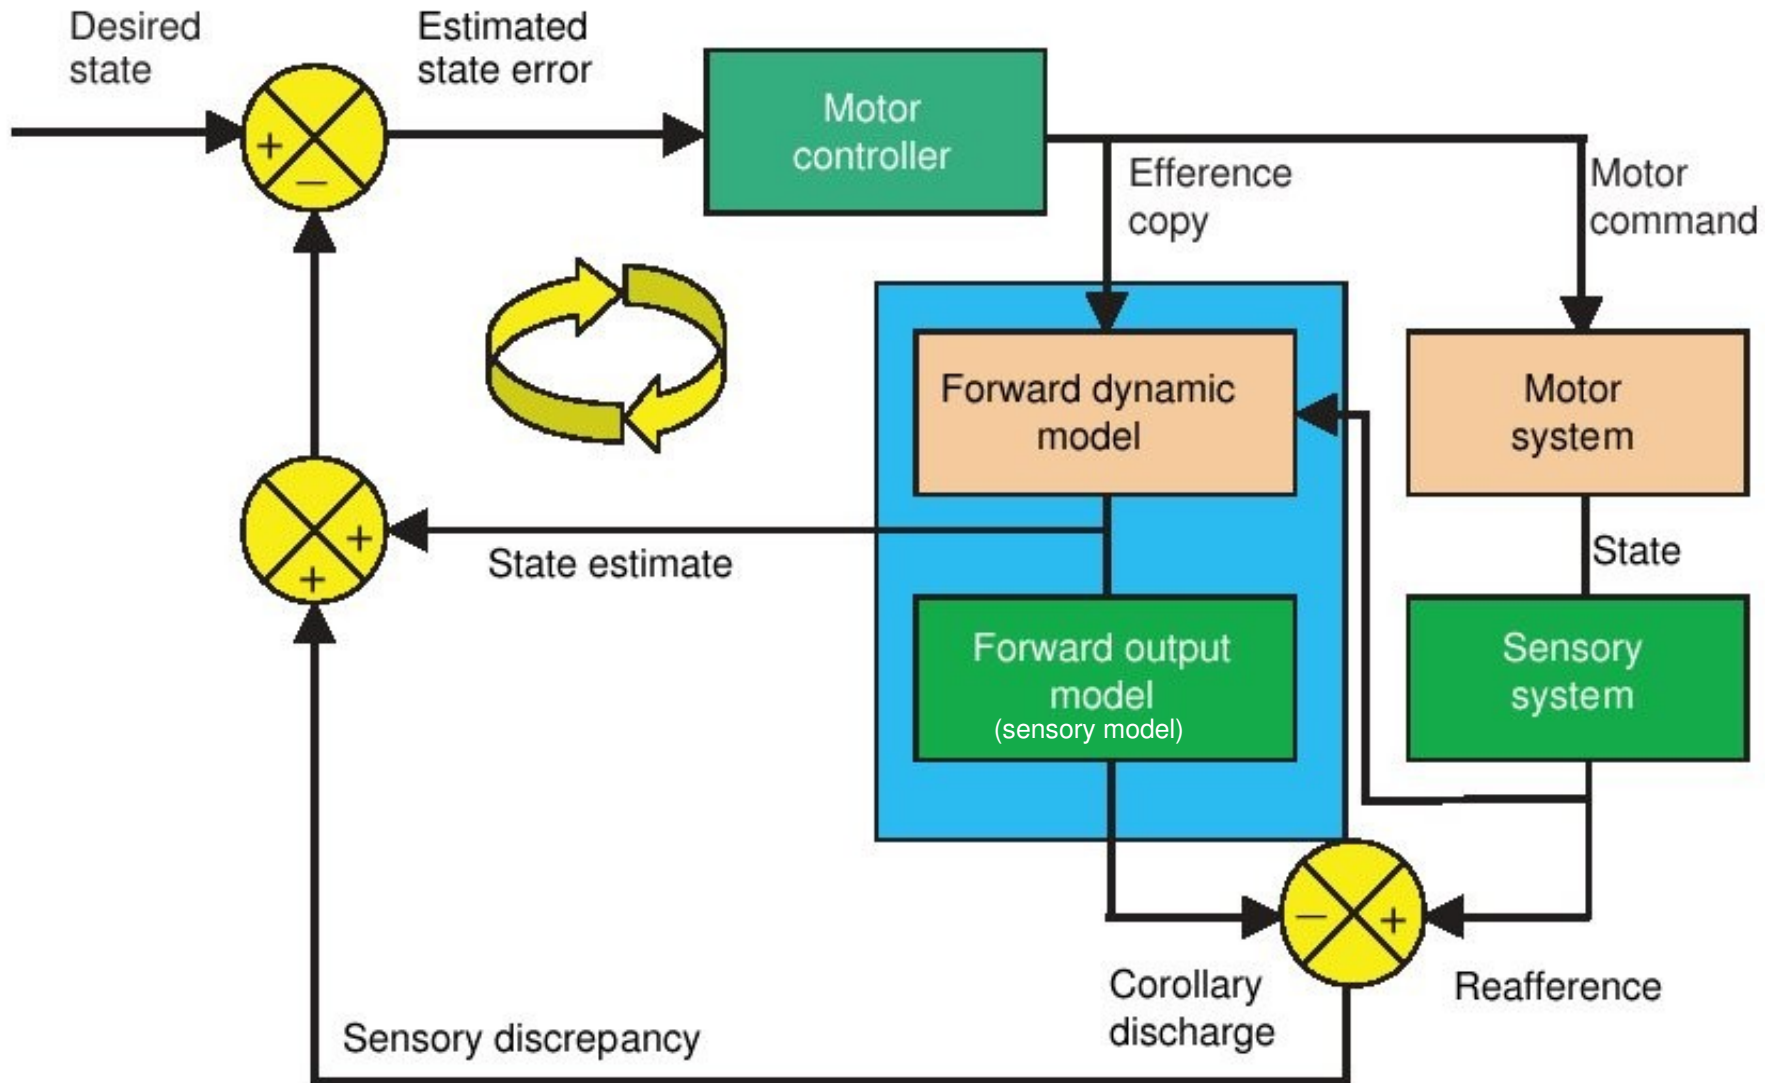 Desired
state
Estimated
state error
+
−
Motor
controller
Efference
copy
Motor
command
Forward dynamic
model
Motor
system
+
+
State estimate
State
Forward output
model
(sensory model)
Sensory
system
−
+
Corollary
discharge
Reafference
Sensory discrepancy